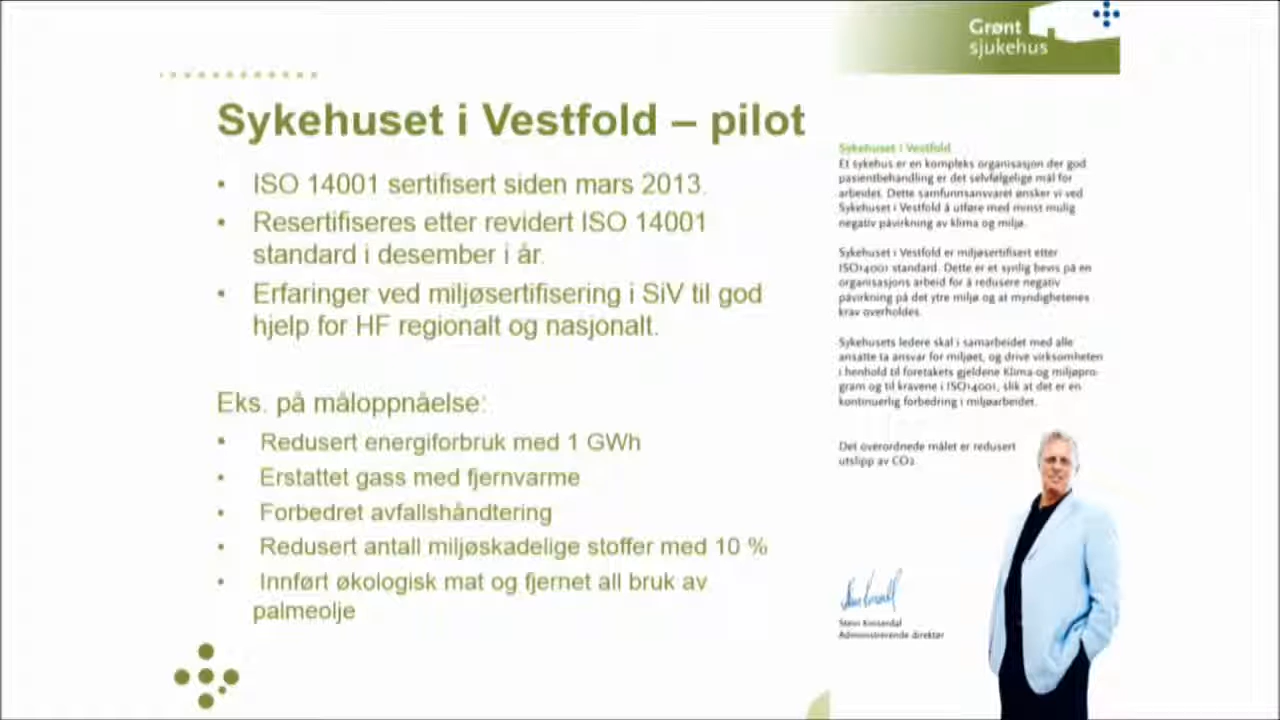 Grønt
sjukehus
Sykehuset i Vestfold – pilot
• ISO 14001 sertifisert siden mars 2013.
• Resertifiseres etter revidert ISO 14001
standard i desember i år.
• Erfaringer ved miljøsertifisering i SiV til god
hjelp for HF regionalt og nasjonalt.
Eks. på måloppnåelse:
• Redusert energiforbruk med 1 GWh
• Erstattet gass med fjernvarme
• Forbedret avfallshåndtering
• Redusert antall miljøskadelige stoffer med 10 %
• Innført økologisk mat og fjernet all bruk av
palmeolje
Sykehuset i Vestfold
Et sykehus er en kompleks organisasjon der god
pasientbehandling er det selvfølgelige mål for
arbeidet. Dette samfunnsansvaret ønsker vi ved
Sykehuset i Vestfold å utføre med minst mulig
negativ påvirkning av klima og miljø.
Sykehuset i Vestfold er miljøsertifisert etter
ISO14001 standard. Dette er et synlig bevis på en
organisasjons arbeid for å redusere negativ
påvirkning på det ytre miljø og at myndighetenes
krav overholdes.
Sykehusets ledere skal i samarbeidet med alle
ansatte ta ansvar for miljøet, og drive virksomheten
i henhold til foretakets gjeldene Klima-og miljøpro-
gram og til kravene i ISO14001, slik at det er en
kontinuerlig forbedring i miljøarbeidet.
Det overordnede målet er redusert
utslipp av CO2.
Stein Kinserdal
Administrerende direktør